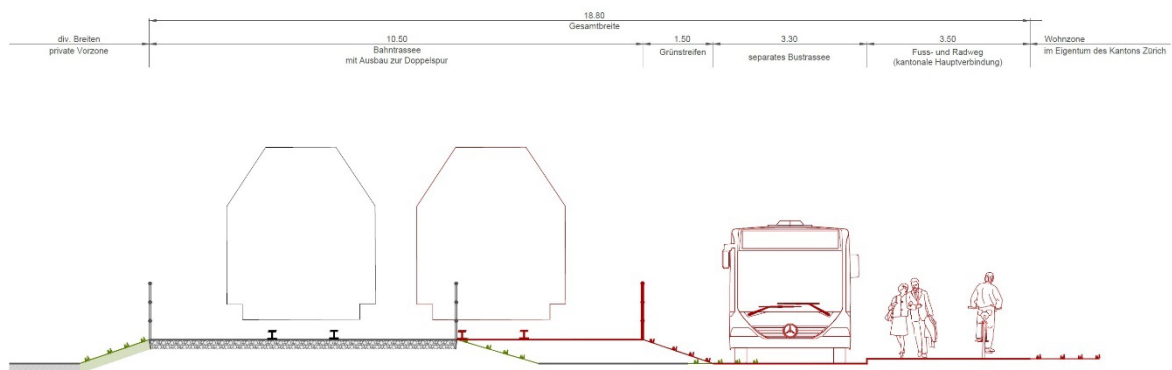 18.80
Gesamtbreite
div. Breiten
private Vorzone
10.50
Bahntrassee
mit Ausbau zur Doppelspur
1.50
Grünstreifen
3.30
separates Bustrassee
3.50
Fuss- und Radweg
(kantonale Hauptverbindung)
Wohnzone
im Eigentum des Kantons Zürich